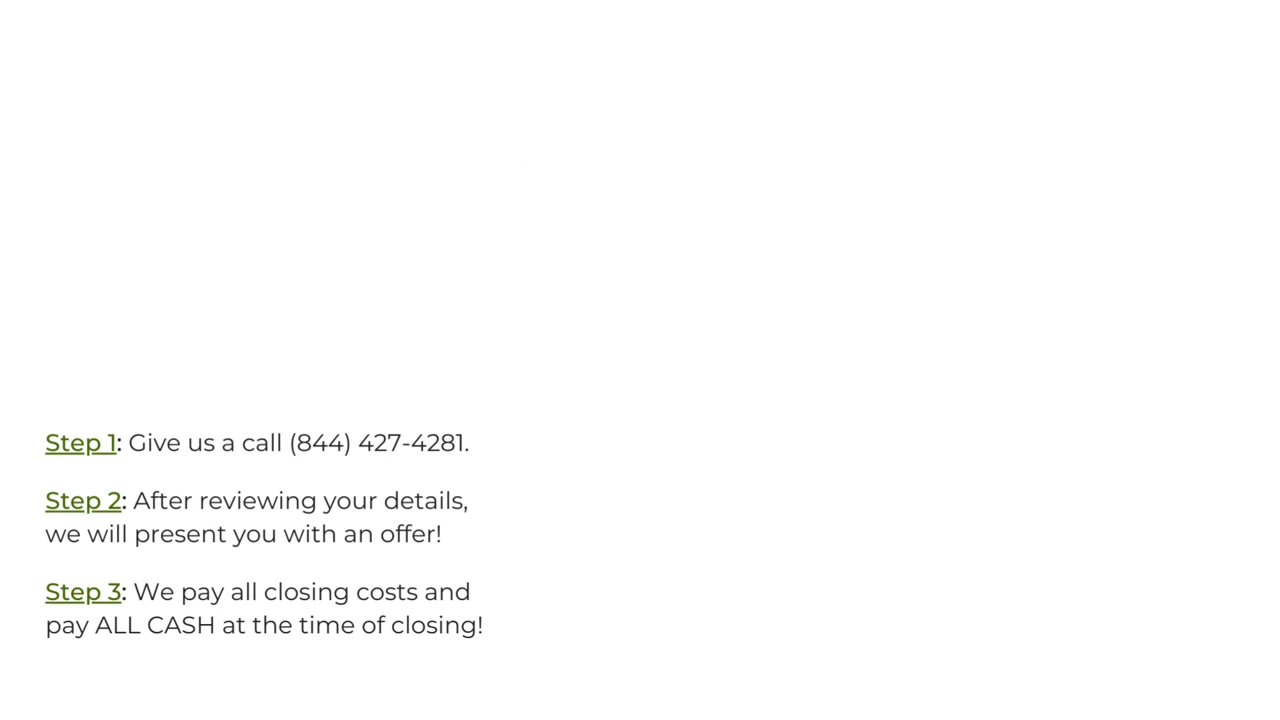 Step 1: Give us a call (844) 427-4281.
Step 2: After reviewing your details,
we will present you with an offer!
Step 3: We pay all closing costs and
pay ALL CASH at the time of closing!